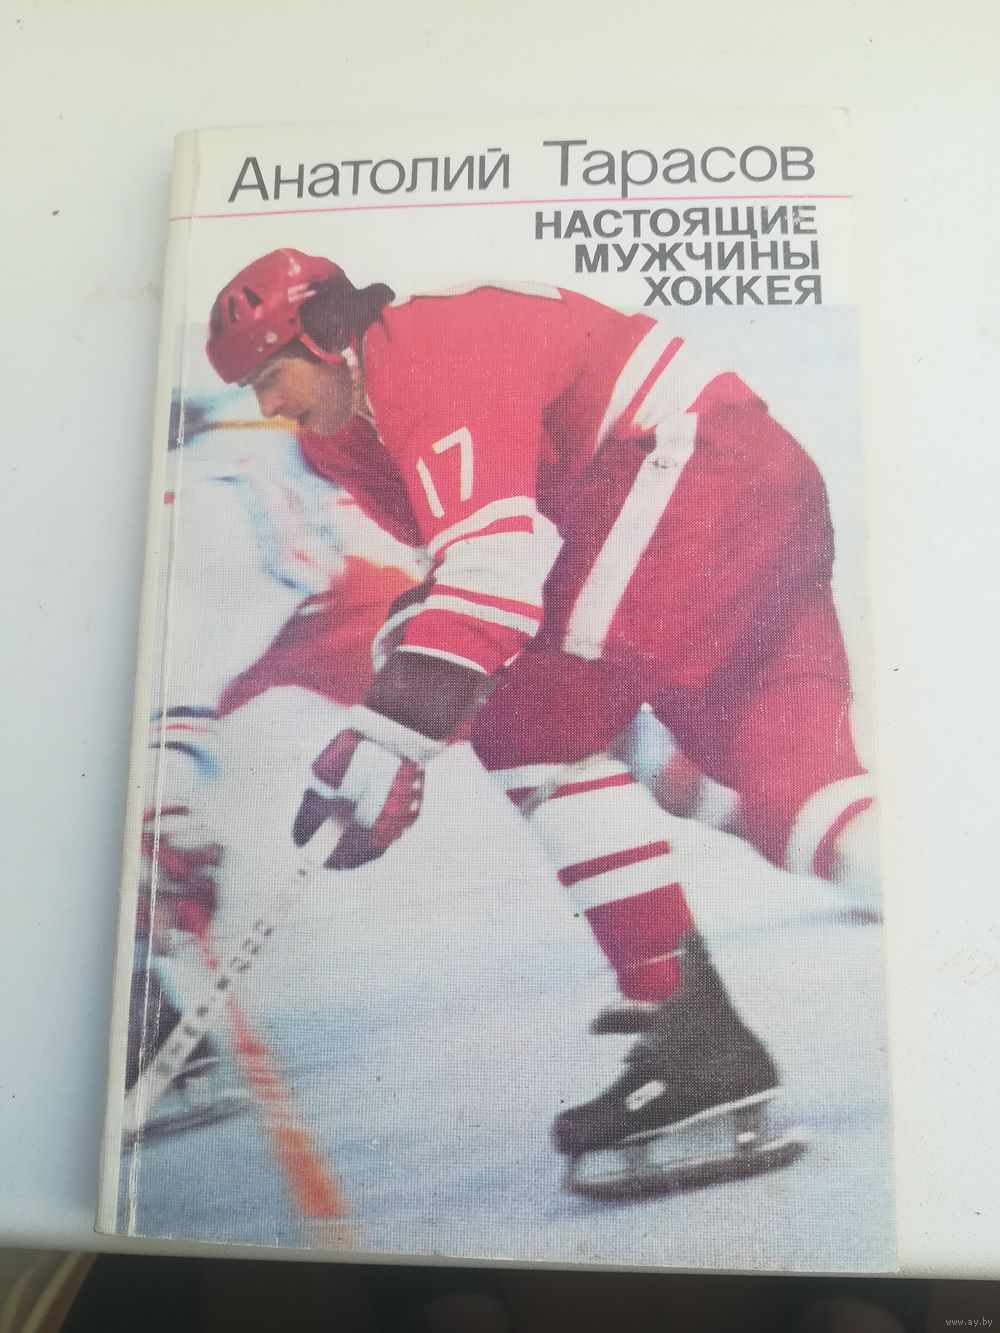 Анатолий Тарасов
НАСТОЯЩИЕ
МУЖЧИНЫ
ХОККЕЯ
17
www.ay.by